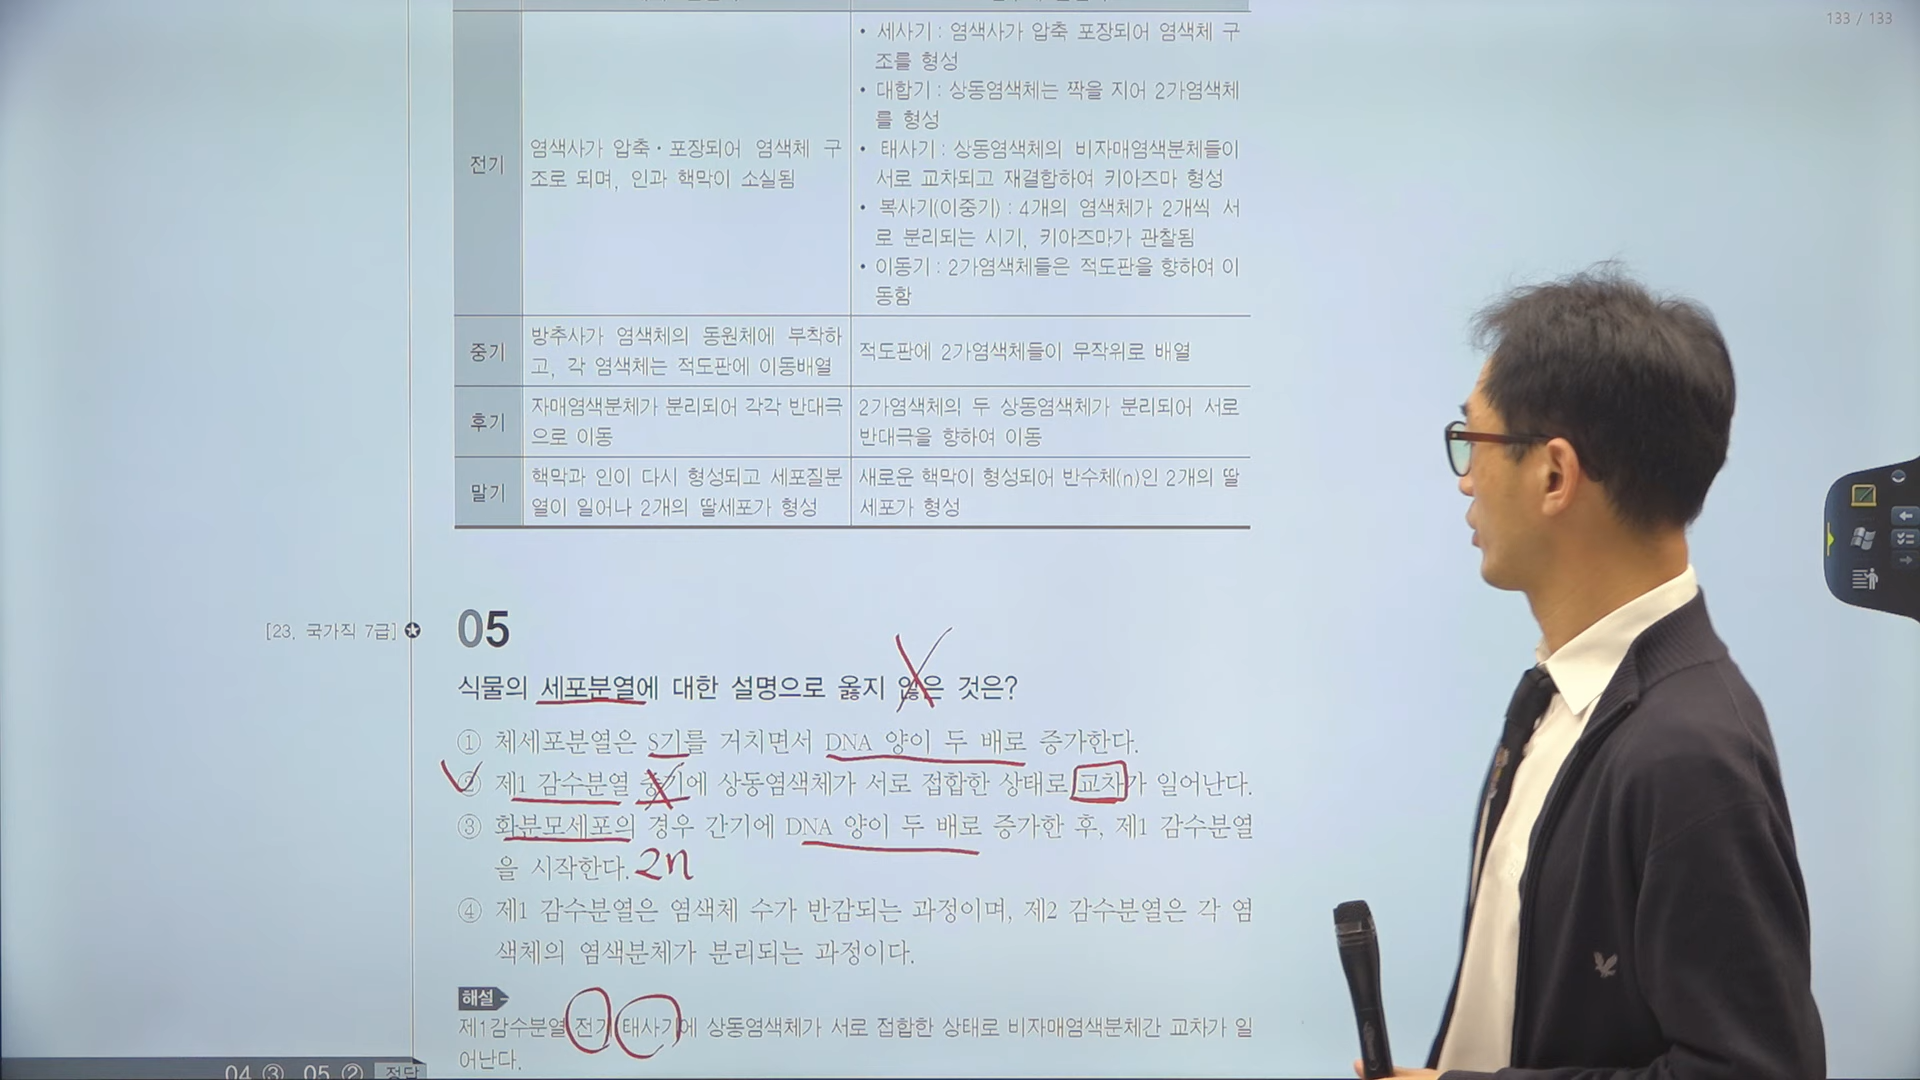 133 / 133
• 세사기 : 염색사가 압축 포장되어 염색체 구
조를 형성
• 대합기 : 상동염색체는 짝을 지어 2가염색체
를 형성
전기
염색사가 압축·포장되어 염색체 구
조로 되며, 인과 핵막이 소실됨
• 태사기 : 상동염색체의 비자매염색분체들이
서로 교차되고 재결합하여 키아즈마 형성
• 복사기(이중기) : 4개의 염색체가 2개씩 서
로 분리되는 시기, 키아즈마가 관찰됨
• 이동기 : 2가염색체들은 적도판을 향하여 이
동함
중기
방추사가 염색체의 동원체에 부착하
고, 각 염색체는 적도판에 이동배열
적도판에 2가염색체들이 무작위로 배열
후기
자매염색분체가 분리되어 각각 반대극
으로 이동
2가염색체의 두 상동염색체가 분리되어 서로
반대극을 향하여 이동
말기
핵막과 인이 다시 형성되고 세포질분
열이 일어나 2개의 딸세포가 형성
새로운 핵막이 형성되어 반수체(n)인 2개의 딸
세포가 형성
[23. 국가직 7급]
05
식물의 세포분열에 대한 설명으로 옳지 않은 것은?
① 체세포분열은 S기를 거치면서 DNA 양이 두 배로 증가한다.
② 제1 감수분열 중기에 상동염색체가 서로 접합한 상태로 교차가 일어난다.
③ 화분모세포의 경우 간기에 DNA 양이 두 배로 증가한 후, 제1 감수분열
을 시작한다. 2n
④ 제1 감수분열은 염색체 수가 반감되는 과정이며, 제2 감수분열은 각 염
색체의 염색분체가 분리되는 과정이다.
해설
제1감수분열 전기 태사기에 상동염색체가 서로 접합한 상태로 비자매염색분체간 교차가 일
어난다.
04 ③ 05 ② 정답